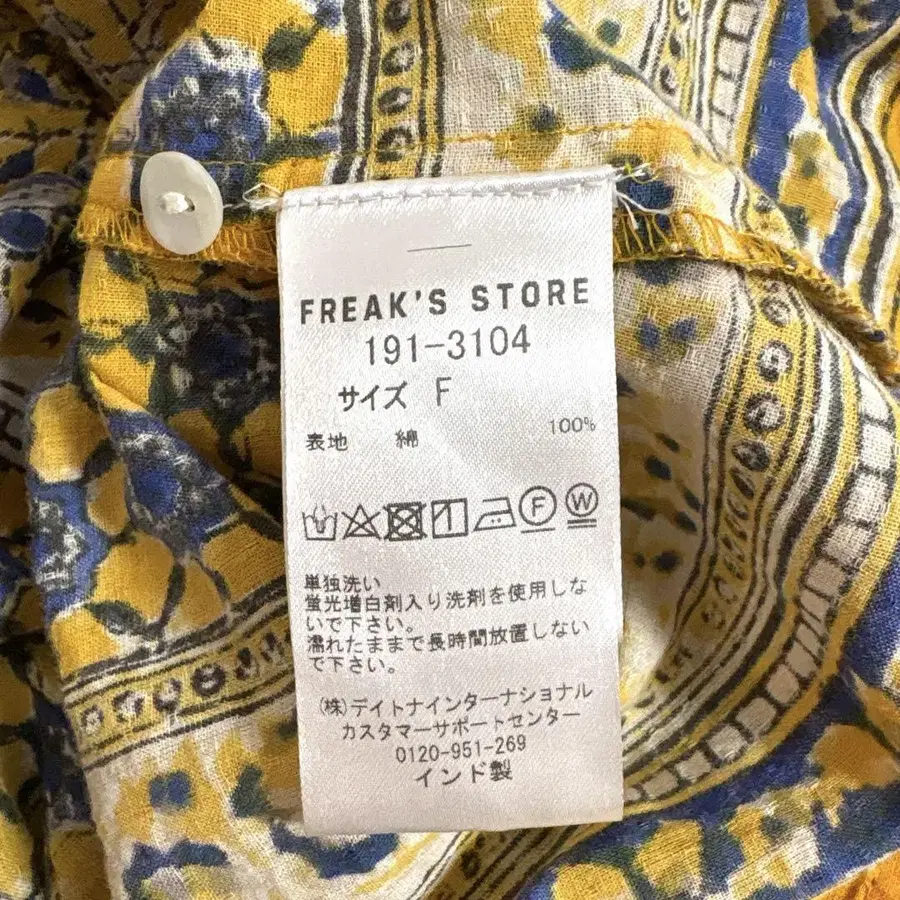 FREAK'S STORE
191-3104
サイズ F
表地 綿 100%
F W
単独洗い
蛍光増白剤入り洗剤を使用しな
いで下さい。
濡れたままで長時間放置しない
で下さい。
(株)デイトナインターナショナル
カスタマーサポートセンター
0120-951-269
インド製